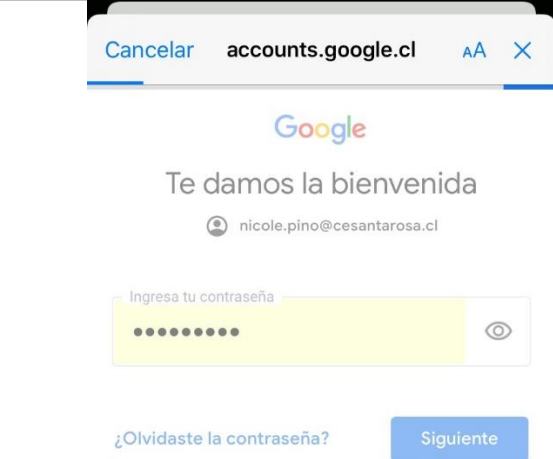 Cancelar accounts.google.cl AA
Google
Te damos la bienvenida
nicole.pino@cesantarosa.cl
Ingresa tu contraseña
•••••••••
¿Olvidaste la contraseña? Siguiente